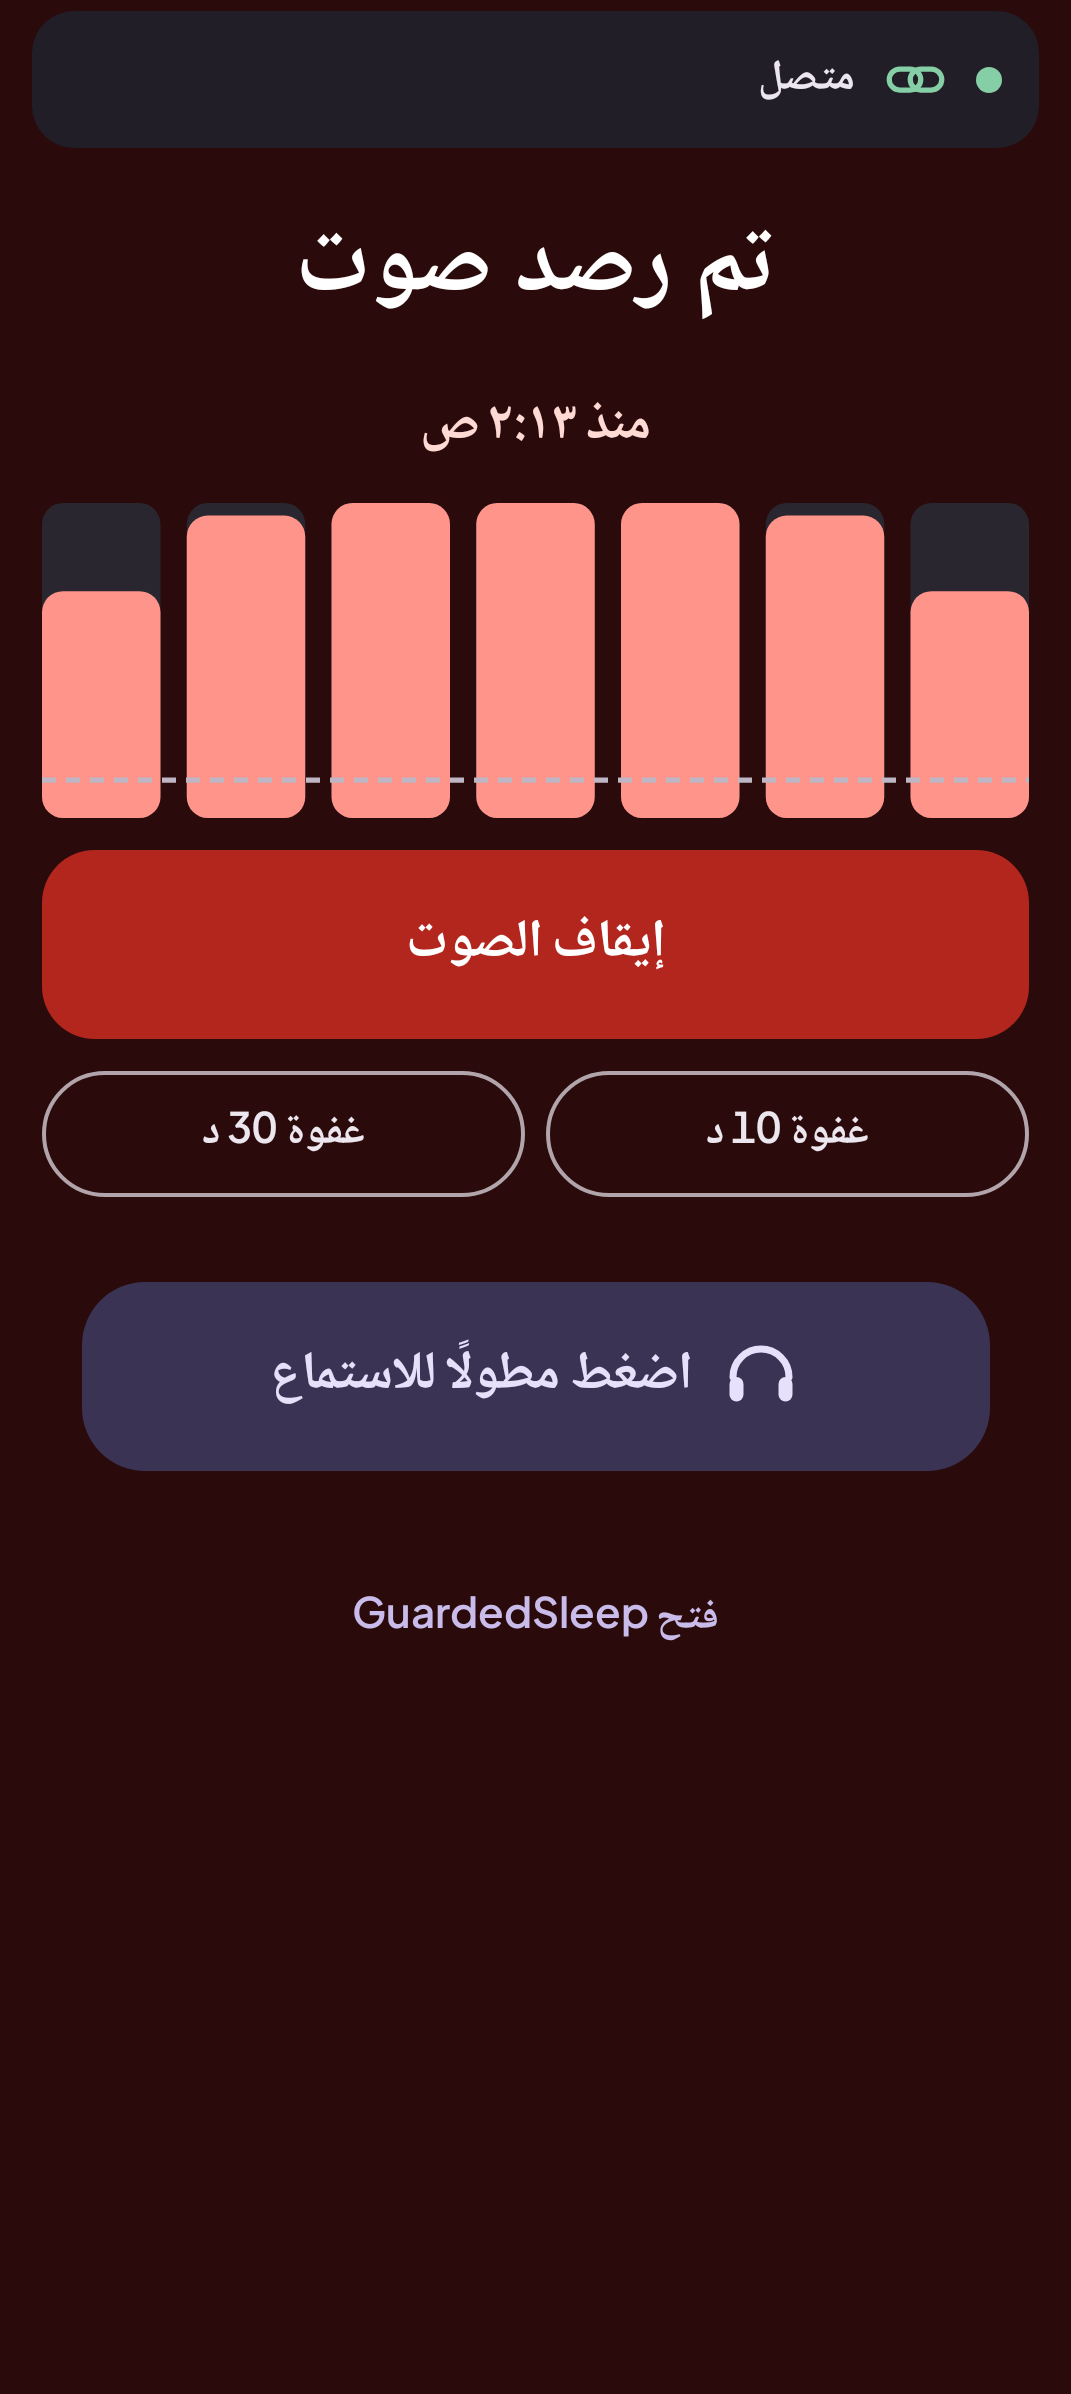 متصل
تم رصد صوت
منذ ٢:١٣ ص
إيقاف الصوت
غفوة 10 د
غفوة 30 د
اضغط مطولًا للاستماع
فتح GuardedSleep